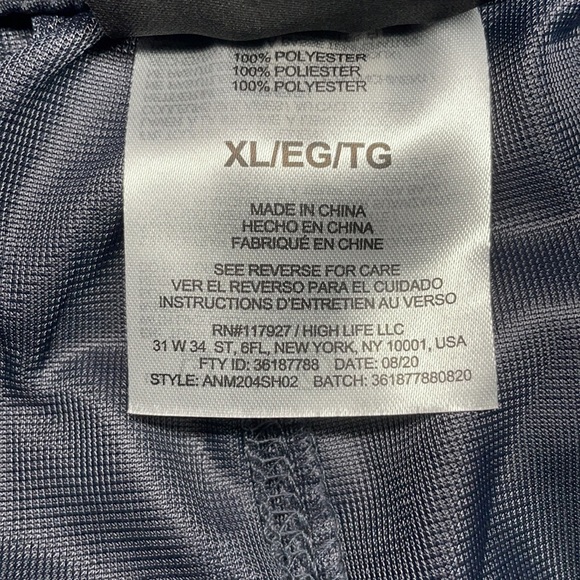 100% POLYESTER
100% POLIESTER
100% POLYESTER
XL/EG/TG
MADE IN CHINA
HECHO EN CHINA
FABRIQUÉ EN CHINE
SEE REVERSE FOR CARE
VER EL REVERSO PARA EL CUIDADO
INSTRUCTIONS D'ENTRETIEN AU VERSO
RN#117927 / HIGH LIFE LLC
31 W 34 ST, 6FL, NEW YORK, NY 10001, USA
FTY ID: 36187788 DATE: 08/20
STYLE: ANM204SH02 BATCH: 361877880820